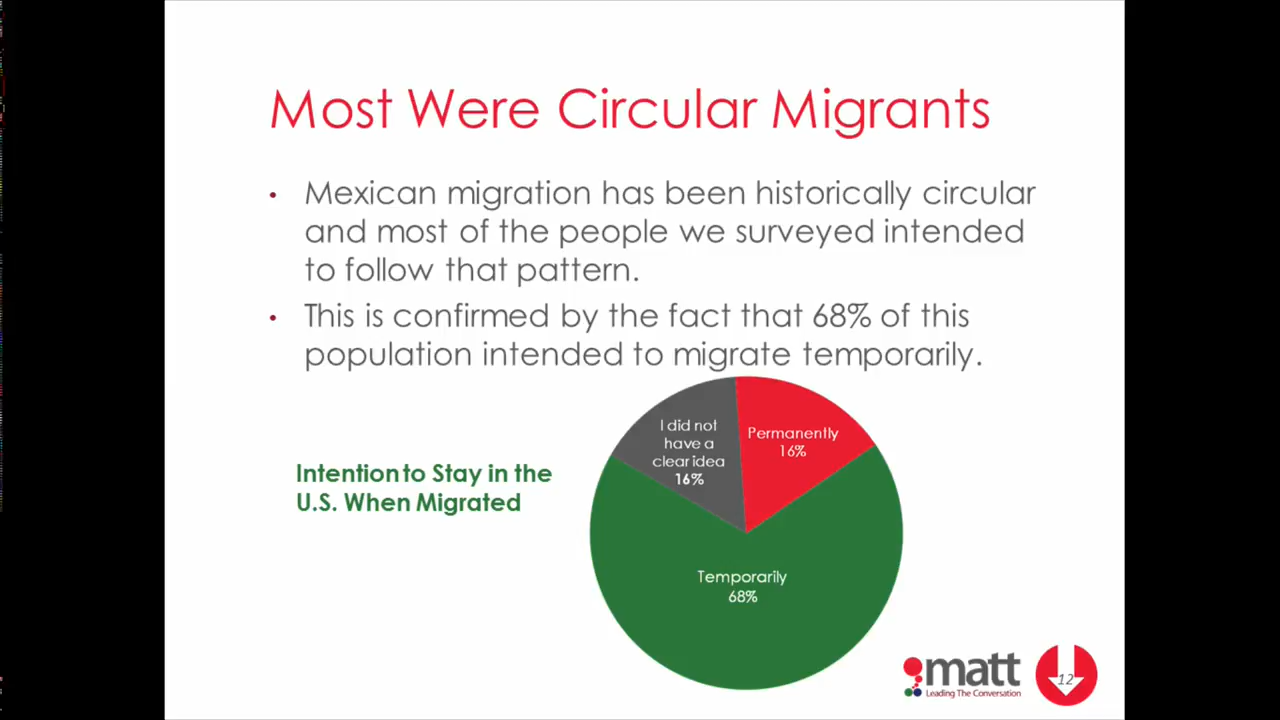 Most Were Circular Migrants
• Mexican migration has been historically circular
and most of the people we surveyed intended
to follow that pattern.
• This is confirmed by the fact that 68% of this
population intended to migrate temporarily.
I did not
have a
clear idea
16%
Permanently
16%
Intention to Stay in the
U.S. When Migrated
Temporarily
68%
matt
Leading The Conversation
12